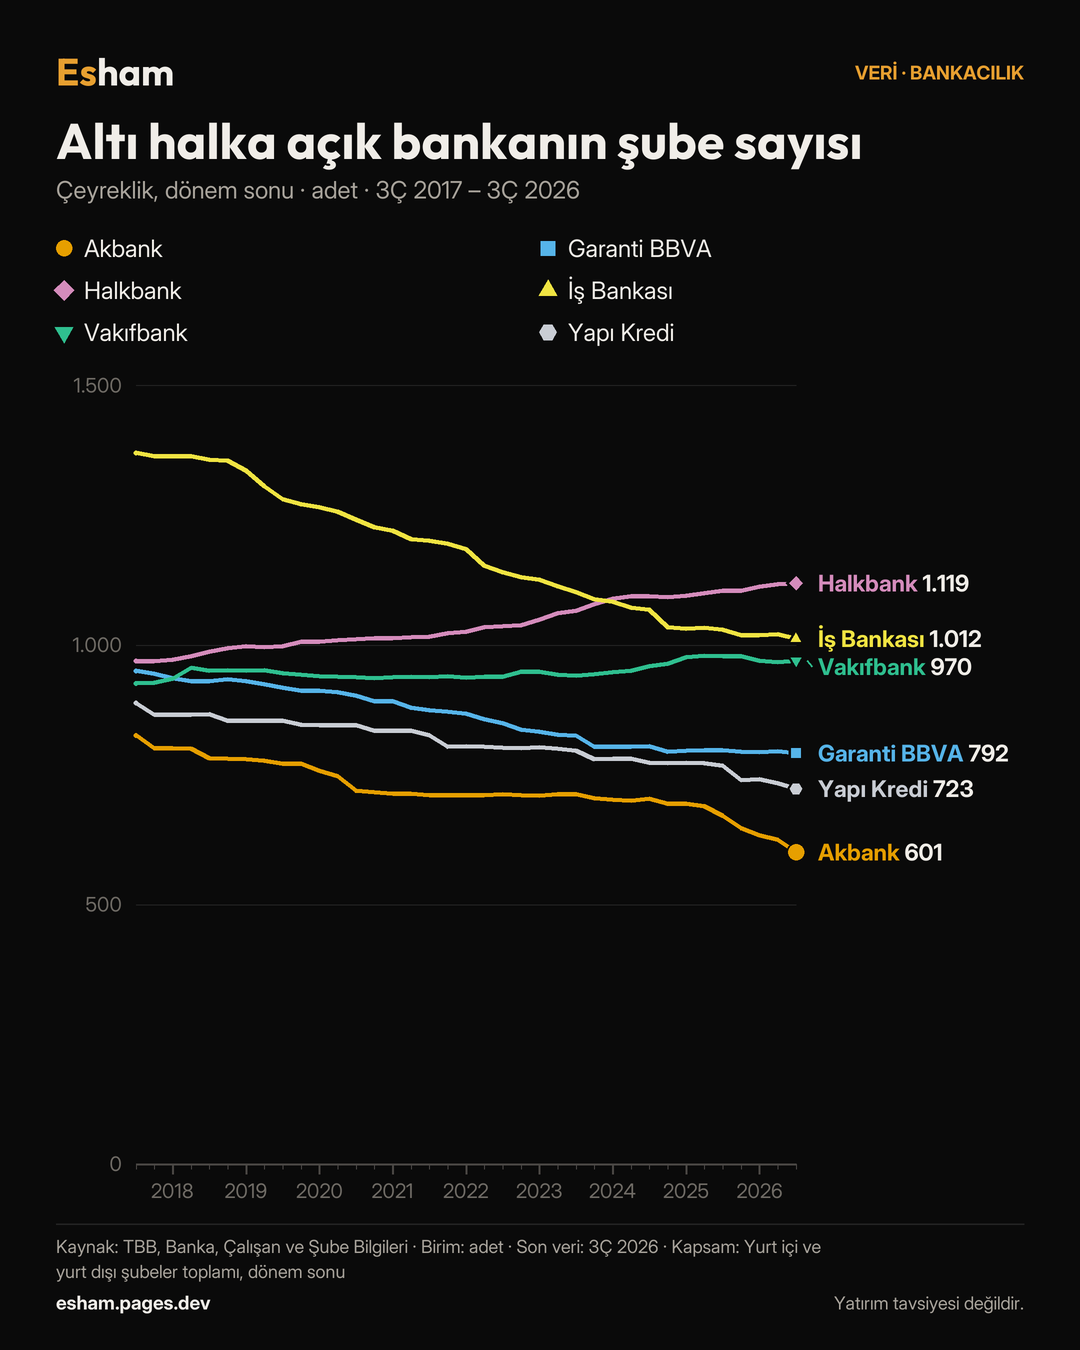 Esham
VERİ · BANKACILIK
Altı halka açık bankanın şube sayısı
Çeyreklik, dönem sonu · adet · 3Ç 2017 – 3Ç 2026
Akbank
Garanti BBVA
Halkbank
İş Bankası
Vakıfbank
Yapı Kredi
1.500
1.000
500
0
Halkbank 1.119
İş Bankası 1.012
Vakıfbank 970
Garanti BBVA 792
Yapı Kredi 723
Akbank 601
2018 2019 2020 2021 2022 2023 2024 2025 2026
Kaynak: TBB, Banka, Çalışan ve Şube Bilgileri · Birim: adet · Son veri: 3Ç 2026 · Kapsam: Yurt içi ve
yurt dışı şubeler toplamı, dönem sonu
esham.pages.dev
Yatırım tavsiyesi değildir.